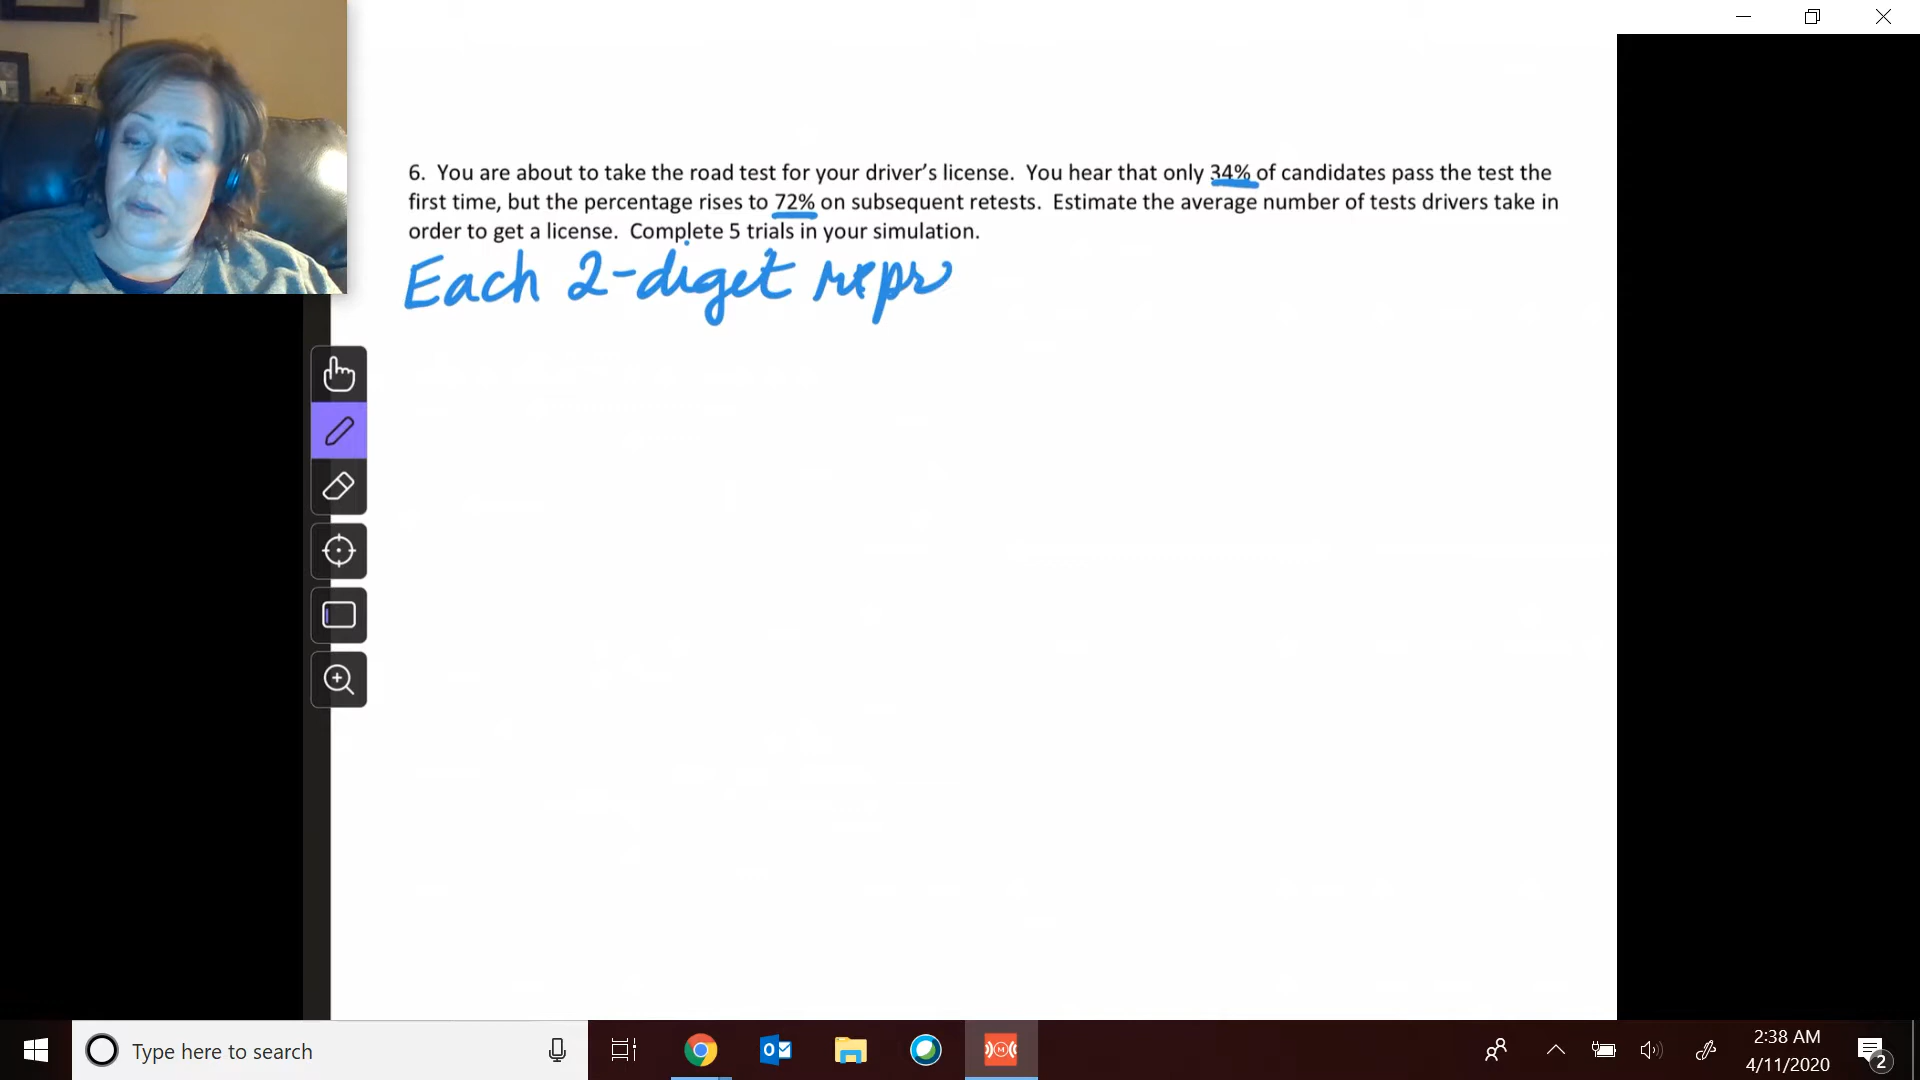 6. You are about to take the road test for your driver's license. You hear that only 34% of candidates pass the test the
first time, but the percentage rises to 72% on subsequent retests. Estimate the average number of tests drivers take in
order to get a license. Complete 5 trials in your simulation.
Each 2-diget repr
Type here to search
2:38 AM
4/11/2020
2